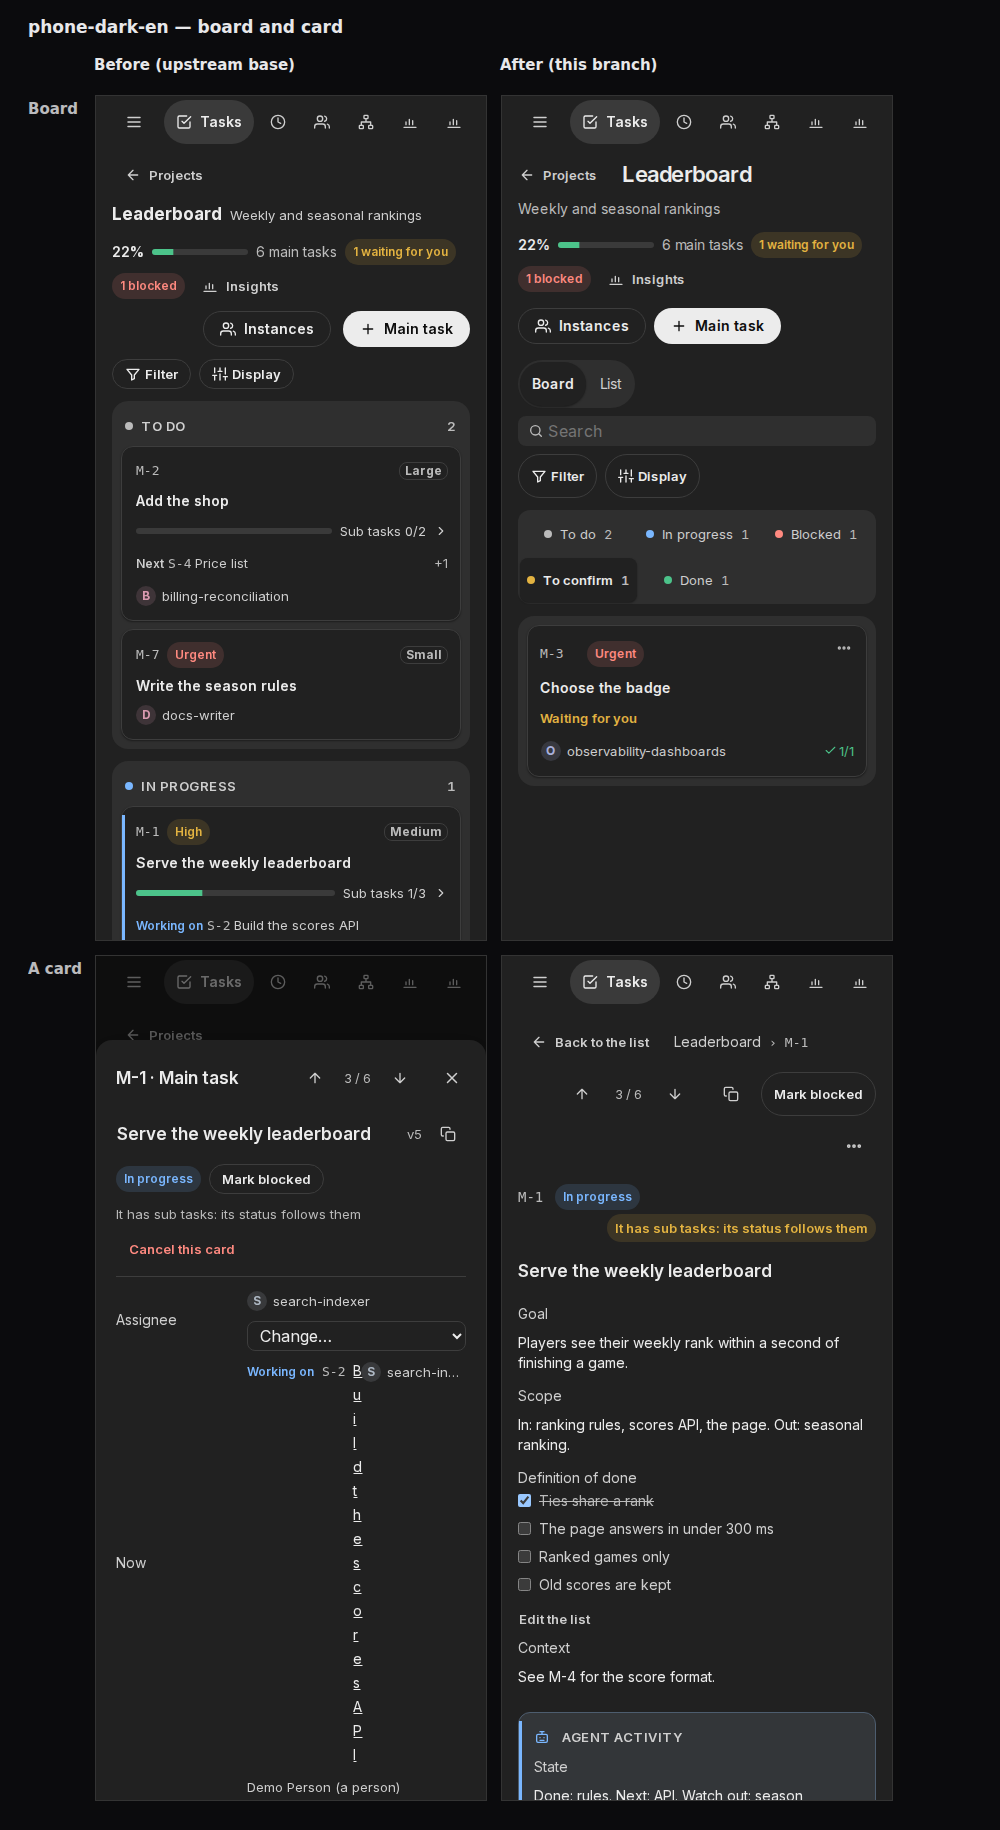 phone-dark-en — board and card
Before (upstream base)
After (this branch)
Board
Tasks
Projects
Leaderboard Weekly and seasonal rankings
22% 6 main tasks 1 waiting for you
1 blocked Insights
Instances + Main task
Filter Display
TO DO 2
M-2 Large
Add the shop
Sub tasks 0/2
Next S-4 Price list +1
B billing-reconciliation
M-7 Urgent Small
Write the season rules
D docs-writer
IN PROGRESS 1
M-1 High Medium
Serve the weekly leaderboard
Sub tasks 1/3
Working on S-2 Build the scores API
Tasks
Projects Leaderboard
Weekly and seasonal rankings
22% 6 main tasks 1 waiting for you
1 blocked Insights
Instances + Main task
Board List
Search
Filter Display
To do 2 In progress 1 Blocked 1
To confirm 1 Done 1
M-3 Urgent •••
Choose the badge
Waiting for you
O observability-dashboards ✓ 1/1
A card
Tasks
Projects
M-1 · Main task 3 / 6
Serve the weekly leaderboard v5
In progress Mark blocked
It has sub tasks: its status follows them
Cancel this card
Assignee
S search-indexer
Change...
Now
Working on S-2 Build the scores API S search-in...
Demo Person (a person)
Tasks
Back to the list Leaderboard › M-1
3 / 6 Mark blocked
•••
M-1 In progress
It has sub tasks: its status follows them
Serve the weekly leaderboard
Goal
Players see their weekly rank within a second of
finishing a game.
Scope
In: ranking rules, scores API, the page. Out: seasonal
ranking.
Definition of done
Ties share a rank
The page answers in under 300 ms
Ranked games only
Old scores are kept
Edit the list
Context
See M-4 for the score format.
AGENT ACTIVITY
State
Done: rules. Next: API. Watch out: season